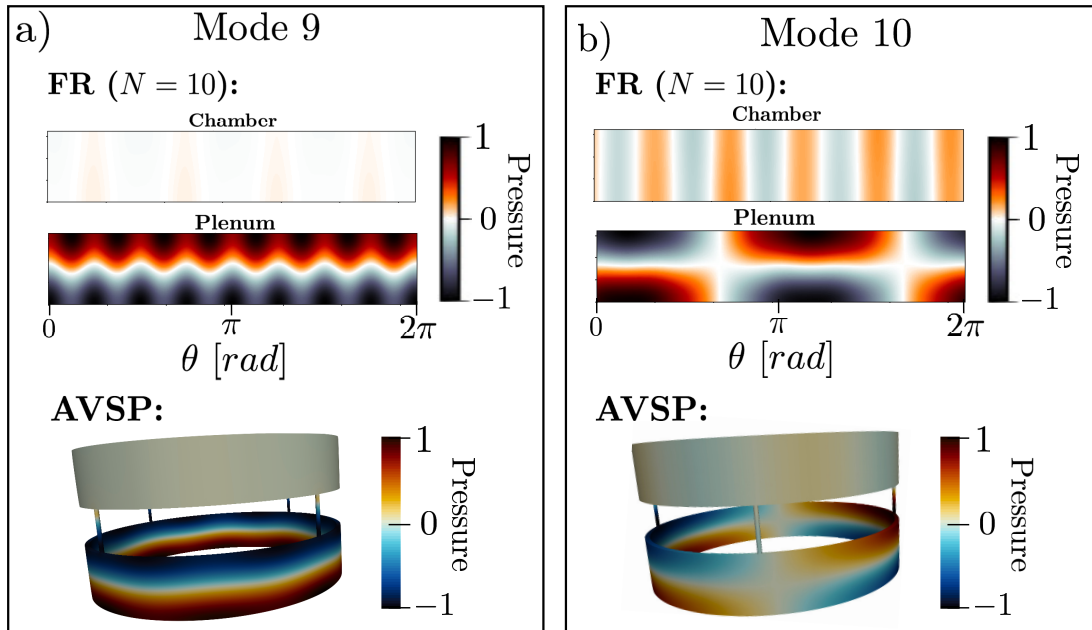 a)
Mode 9
FR (N = 10):
Chamber
Plenum
1
0
−1
Pressure
0
π
2π
θ [rad]
AVSP:
1
0
−1
Pressure
b)
Mode 10
FR (N = 10):
Chamber
Plenum
1
0
−1
Pressure
0
π
2π
θ [rad]
AVSP:
1
0
−1
Pressure